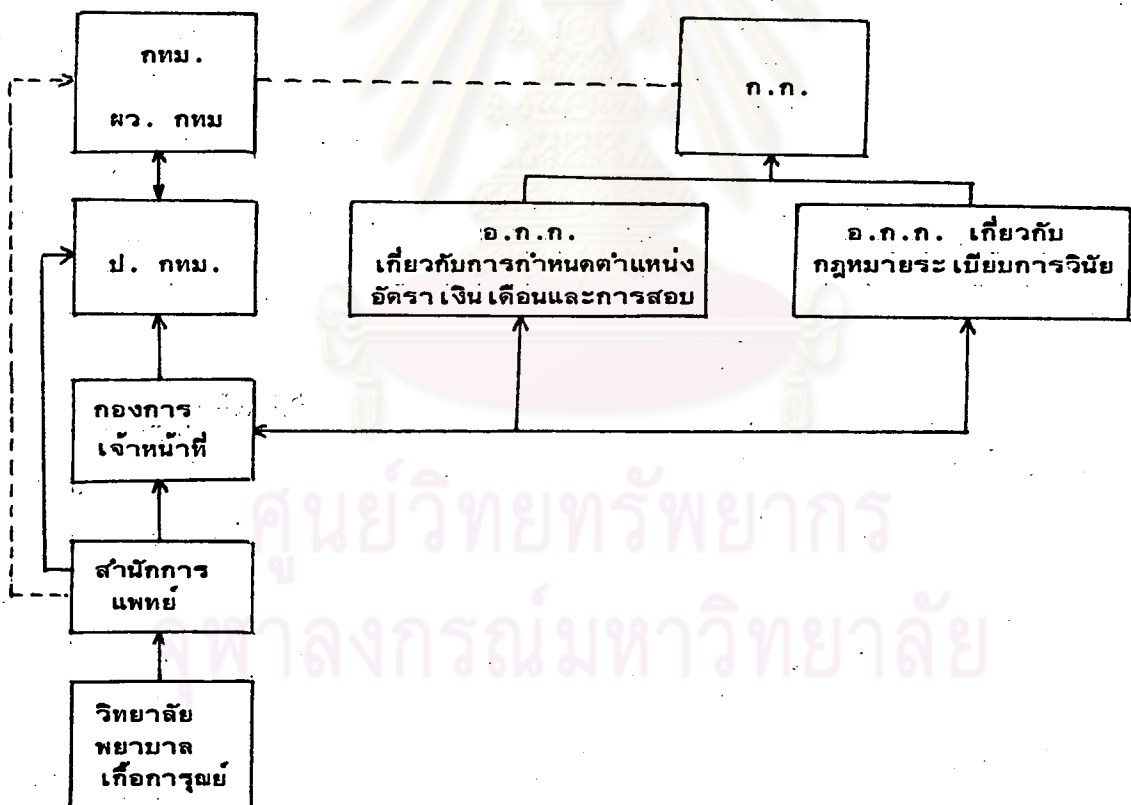 กทม.
ผว. กทม
ก.ก.
ป. กทม.
อ.ก.ก.
เกี่ยวกับการกำหนดตำแหน่ง
อัตราเงินเดือนและการสอบ
อ.ก.ก. เกี่ยวกับ
กฎหมายระเบียบการวินัย
กองการ
เจ้าหน้าที่
สำนักการ
แพทย์
วิทยาลัย
พยาบาล
เกื้อการุณย์
ศูนย์วิทยทรัพยากร
จุฬาลงกรณ์มหาวิทยาลัย